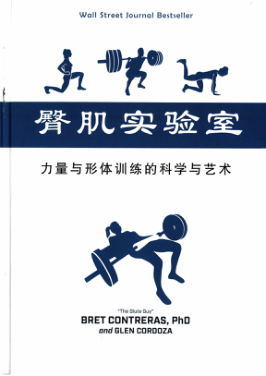 Wall Street Journal Bestseller
臀肌实验室
力量与形体训练的科学与艺术
"The Glute Guy"
BRET CONTRERAS, PhD
and GLEN CORDOZA